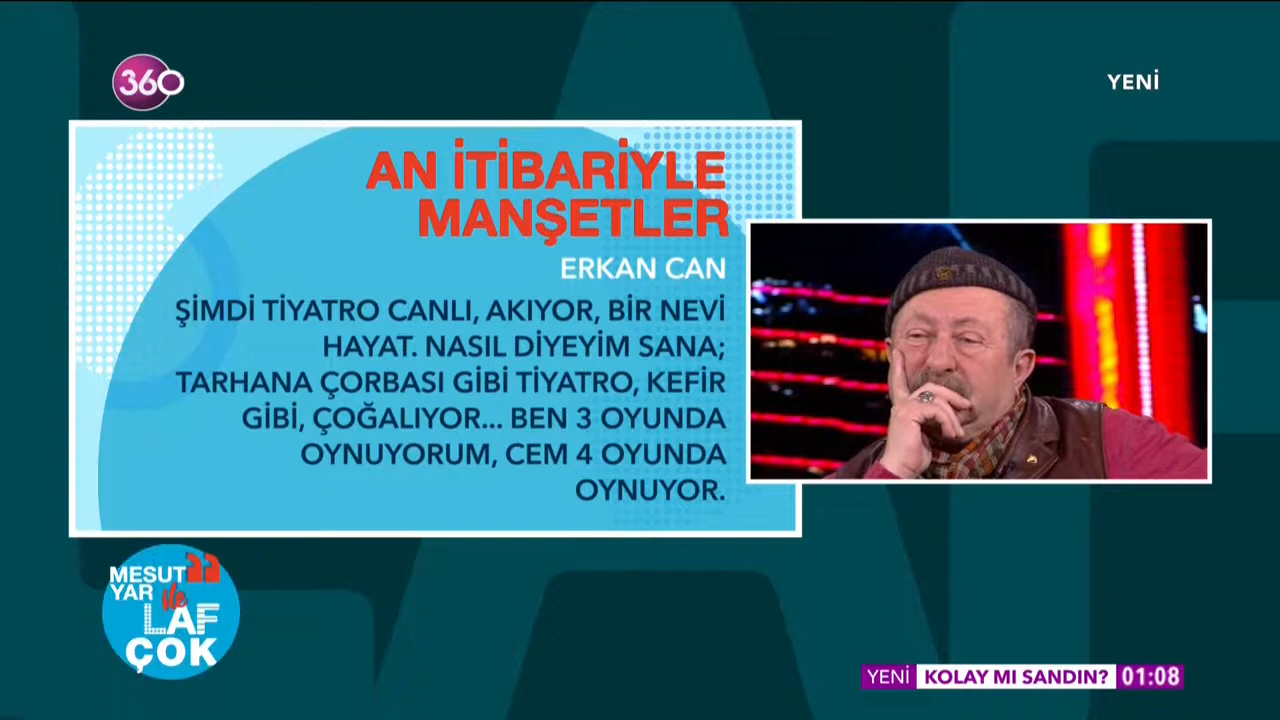 360
YENİ
AN İTİBARİYLE
MANŞETLER
ERKAN CAN
ŞİMDİ TİYATRO CANLI, AKIYOR, BİR NEVİ
HAYAT. NASIL DİYEYİM SANA;
TARHANA ÇORBASI GİBİ TİYATRO, KEFİR
GİBİ, ÇOĞALIYOR... BEN 3 OYUNDA
OYNUYORUM, CEM 4 OYUNDA
OYNUYOR.
MESUT
YAR ile
LAF
ÇOK
YENİ KOLAY MI SANDIN? 01:08